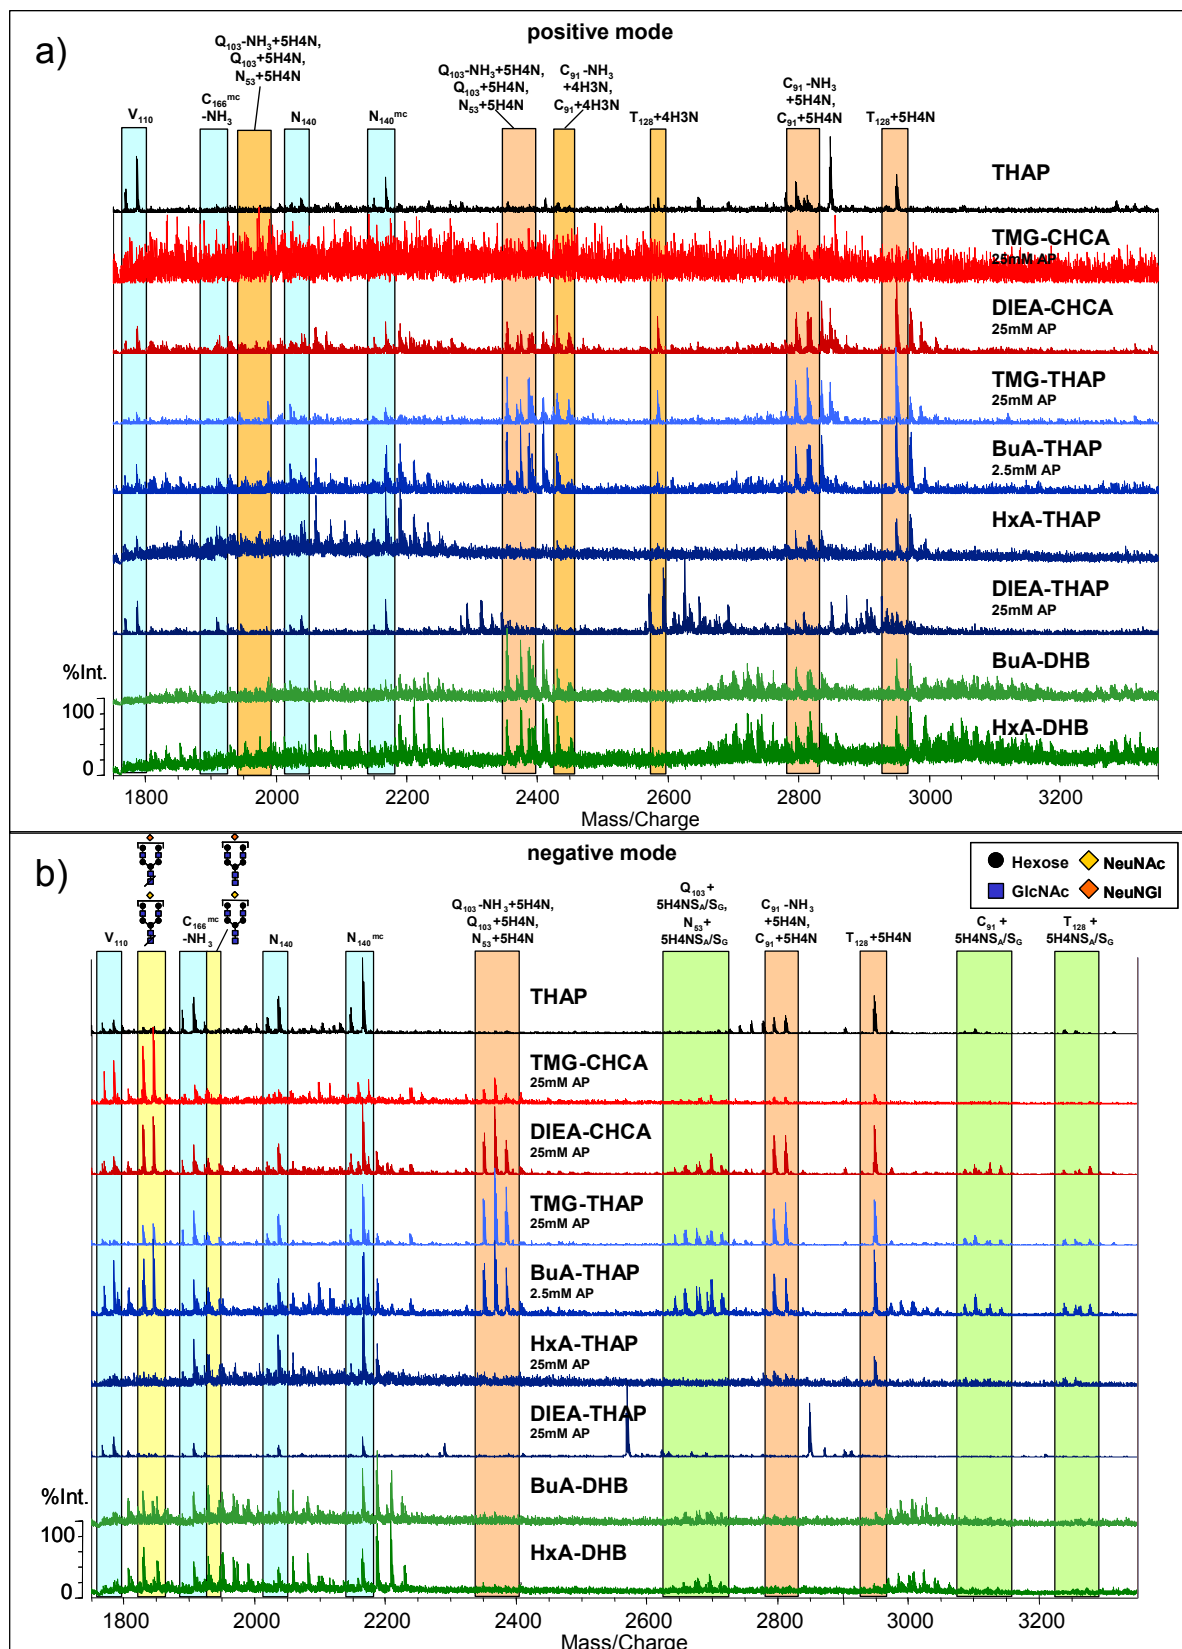 a)
positive mode
Q103-NH3+5H4N,
Q103+5H4N,
N53+5H4N
V110
C166mc
-NH3
N140
N140mc
Q103-NH3+5H4N,
Q103+5H4N,
N53+5H4N
C91 -NH3
+4H3N,
C91+4H3N
T128+4H3N
C91 -NH3
+5H4N,
C91+5H4N
T128+5H4N
THAP
TMG-CHCA
25mM AP
DIEA-CHCA
25mM AP
TMG-THAP
25mM AP
BuA-THAP
2.5mM AP
HxA-THAP
DIEA-THAP
25mM AP
BuA-DHB
HxA-DHB
%Int.
100
0
1800 2000 2200 2400 2600 2800 3000 3200
Mass/Charge
b)
negative mode
Hexose NeuNAc
GlcNAc NeuNGl
V110
C166mc
-NH3
N140
N140mc
Q103-NH3+5H4N,
Q103+5H4N,
N53+5H4N
Q103 +
5H4NSA/SG,
N53 +
5H4NSA/SG
C91 -NH3
+5H4N,
C91+5H4N
T128+5H4N
C91 +
5H4NSA/SG
T128 +
5H4NSA/SG
THAP
TMG-CHCA
25mM AP
DIEA-CHCA
25mM AP
TMG-THAP
25mM AP
BuA-THAP
2.5mM AP
HxA-THAP
25mM AP
DIEA-THAP
25mM AP
BuA-DHB
HxA-DHB
%Int.
100
0
1800 2000 2200 2400 2600 2800 3000 3200
Mass/Charge